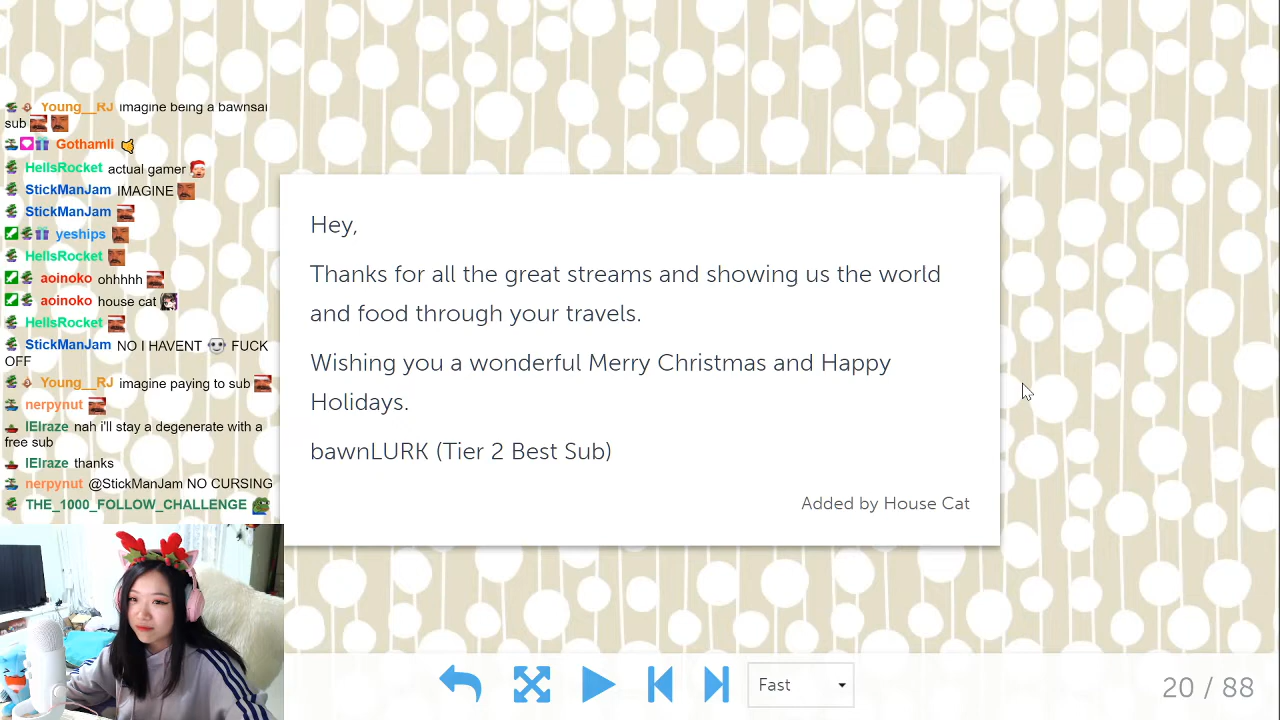 Young__RJ imagine being a bawnsai
sub
Gothamli
HellsRocket actual gamer
StickManJam IMAGINE
StickManJam
yeships
HellsRocket
aoinoko ohhhhh
aoinoko house cat
HellsRocket
StickManJam NO I HAVENT FUCK
OFF
Young__RJ imagine paying to sub
nerpynut
IEIraze nah i'll stay a degenerate with a
free sub
IEIraze thanks
nerpynut @StickManJam NO CURSING
THE_1000_FOLLOW_CHALLENGE
Hey,
Thanks for all the great streams and showing us the world
and food through your travels.
Wishing you a wonderful Merry Christmas and Happy
Holidays.
bawnLURK (Tier 2 Best Sub)
Added by House Cat
Fast
20 / 88